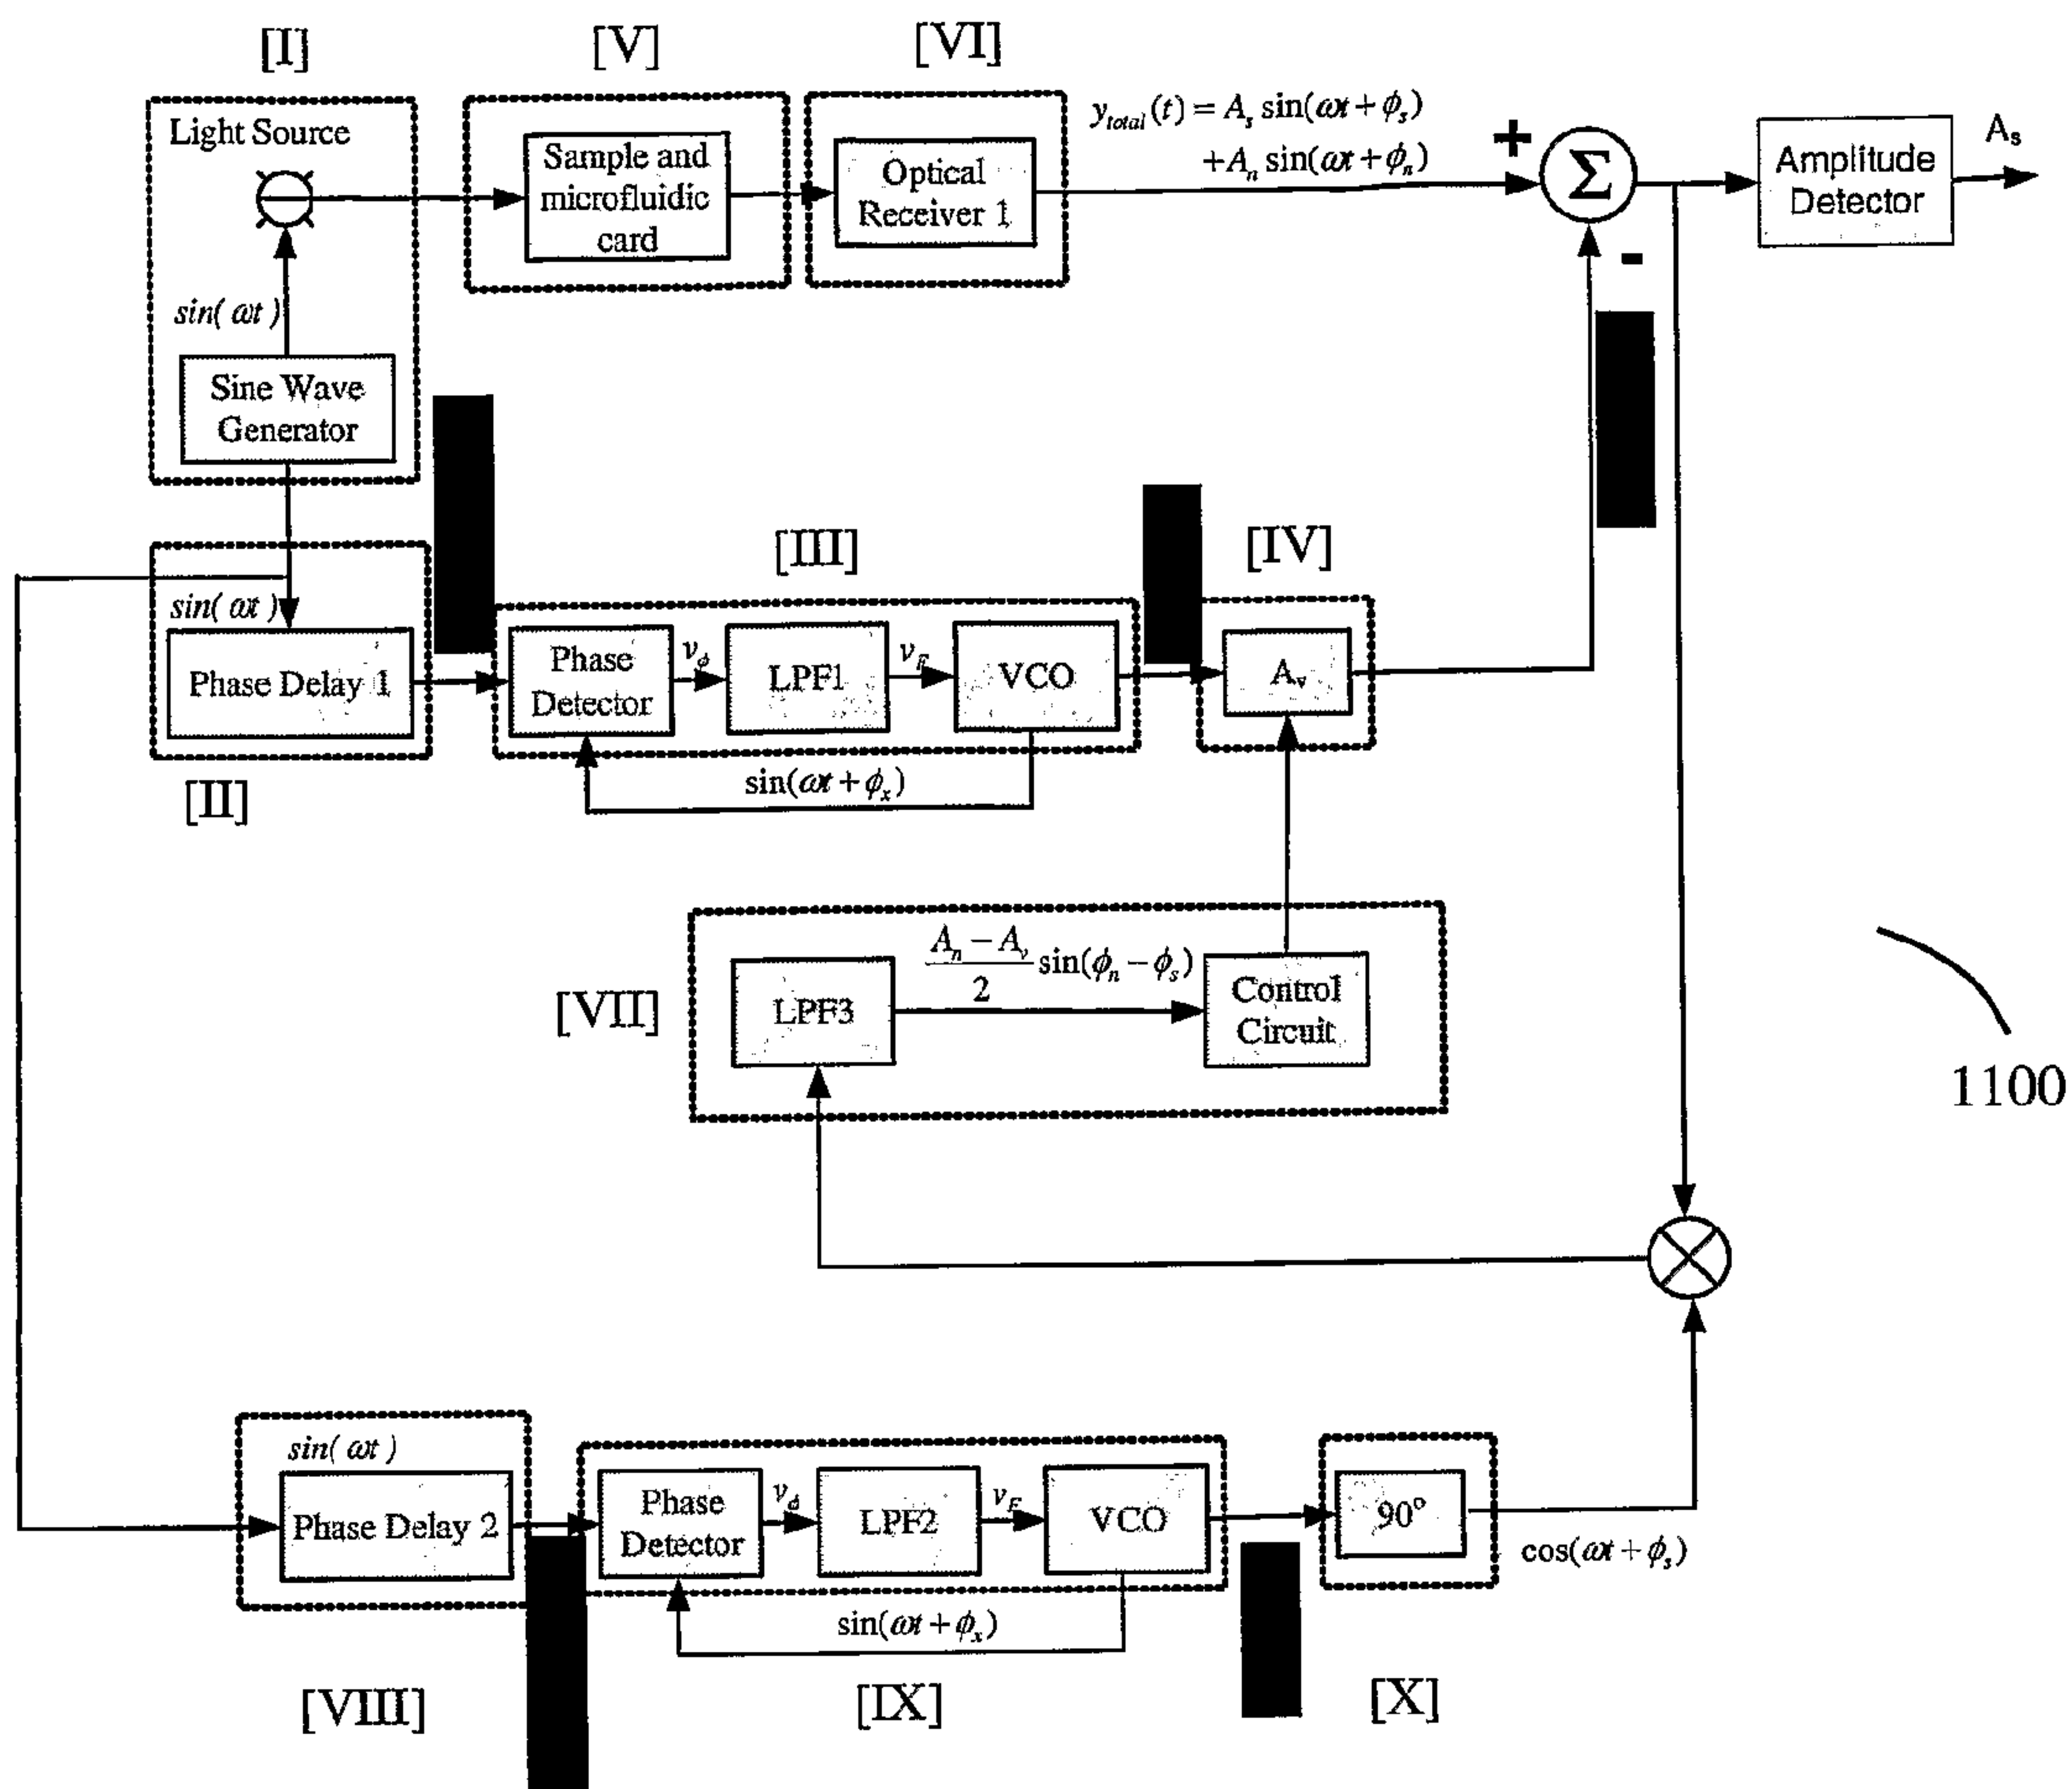 [I]
[V]
[VI]
Light Source
Sample and
microfluidic
card
Optical
Receiver 1
y_total(t) = A_s sin(ωt + φ_s)
+A_n sin(ωt + φ_n)
+
Σ
-
Amplitude
Detector
A_s
sin( ωt )
Sine Wave
Generator
[III]
[IV]
sin( ωt )
Phase Delay 1
[II]
Phase
Detector
v_φ
LPF1
v_F
VCO
A_v
sin(ωt + φ_x)
[VII]
LPF3
A_n − A_v
2
sin(φ_n − φ_s)
Control
Circuit
1100
sin( ωt )
Phase Delay 2
Phase
Detector
v_d
LPF2
v_F
VCO
90°
cos(ωt + φ_s)
sin(ωt + φ_x)
[VIII]
[IX]
[X]